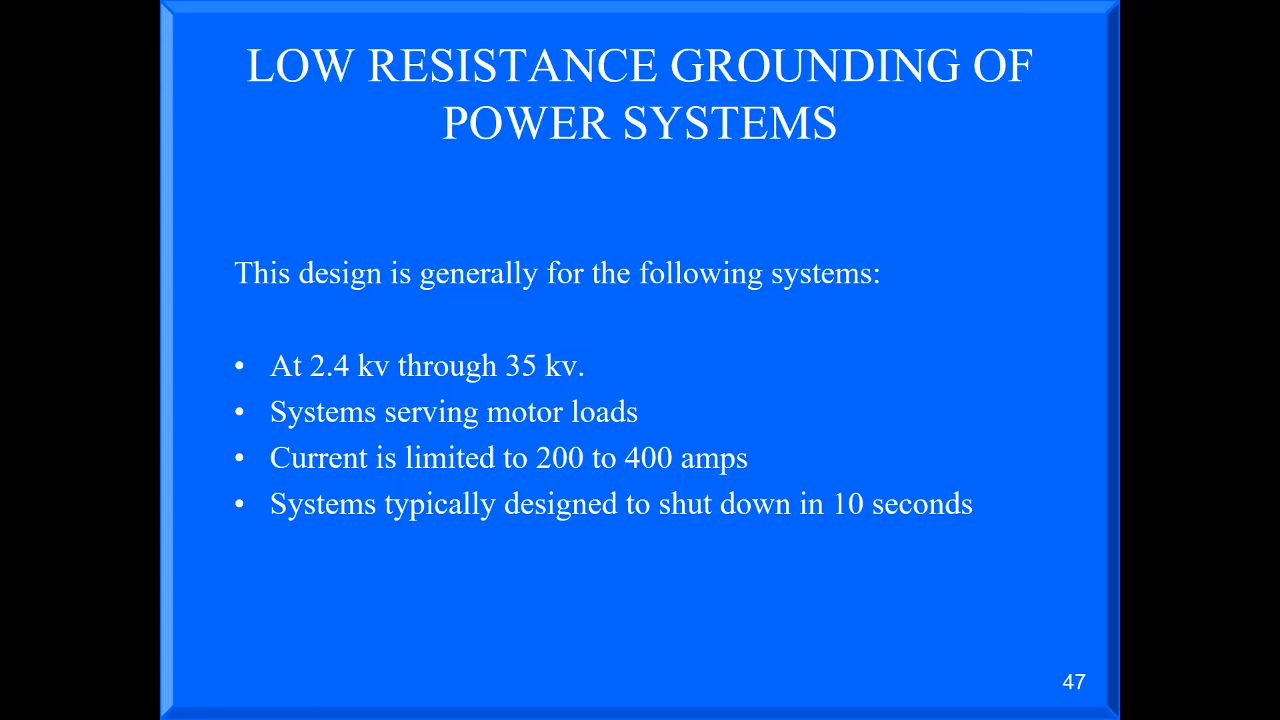 LOW RESISTANCE GROUNDING OF
POWER SYSTEMS
This design is generally for the following systems:
• At 2.4 kv through 35 kv.
• Systems serving motor loads
• Current is limited to 200 to 400 amps
• Systems typically designed to shut down in 10 seconds
47